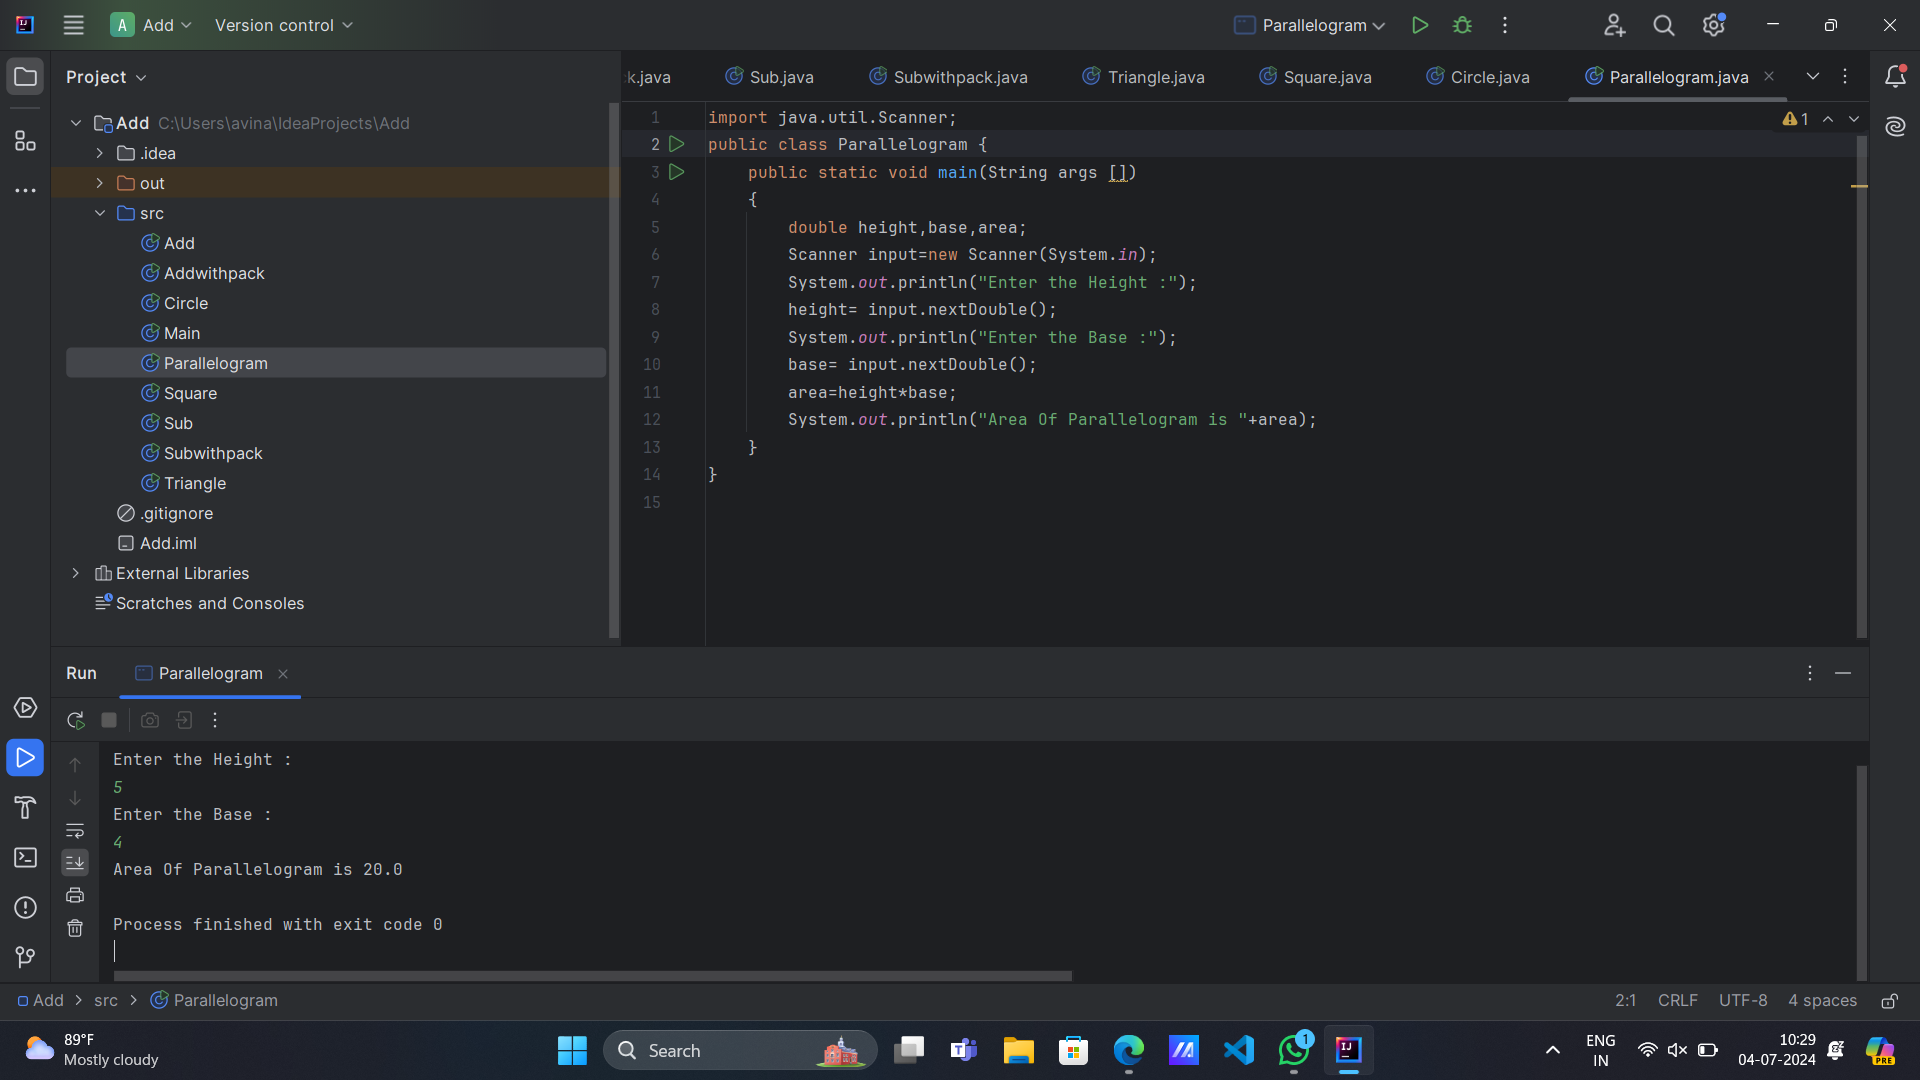 A Add Version control Parallelogram
Project
k.java Sub.java Subwithpack.java Triangle.java Square.java Circle.java Parallelogram.java
Add C:\Users\avina\IdeaProjects\Add
.idea
out
src
Add
Addwithpack
Circle
Main
Parallelogram
Square
Sub
Subwithpack
Triangle
.gitignore
Add.iml
External Libraries
Scratches and Consoles
1 import java.util.Scanner;
2 public class Parallelogram {
3 public static void main(String args [])
4 {
5 double height,base,area;
6 Scanner input=new Scanner(System.in);
7 System.out.println("Enter the Height :");
8 height= input.nextDouble();
9 System.out.println("Enter the Base :");
10 base= input.nextDouble();
11 area=height*base;
12 System.out.println("Area Of Parallelogram is "+area);
13 }
14 }
15
1
Run Parallelogram
Enter the Height :
5
Enter the Base :
4
Area Of Parallelogram is 20.0
Process finished with exit code 0
Add src Parallelogram
2:1 CRLF UTF-8 4 spaces
89°F
Mostly cloudy
Search
1
ENG
IN
10:29
04-07-2024
PRE